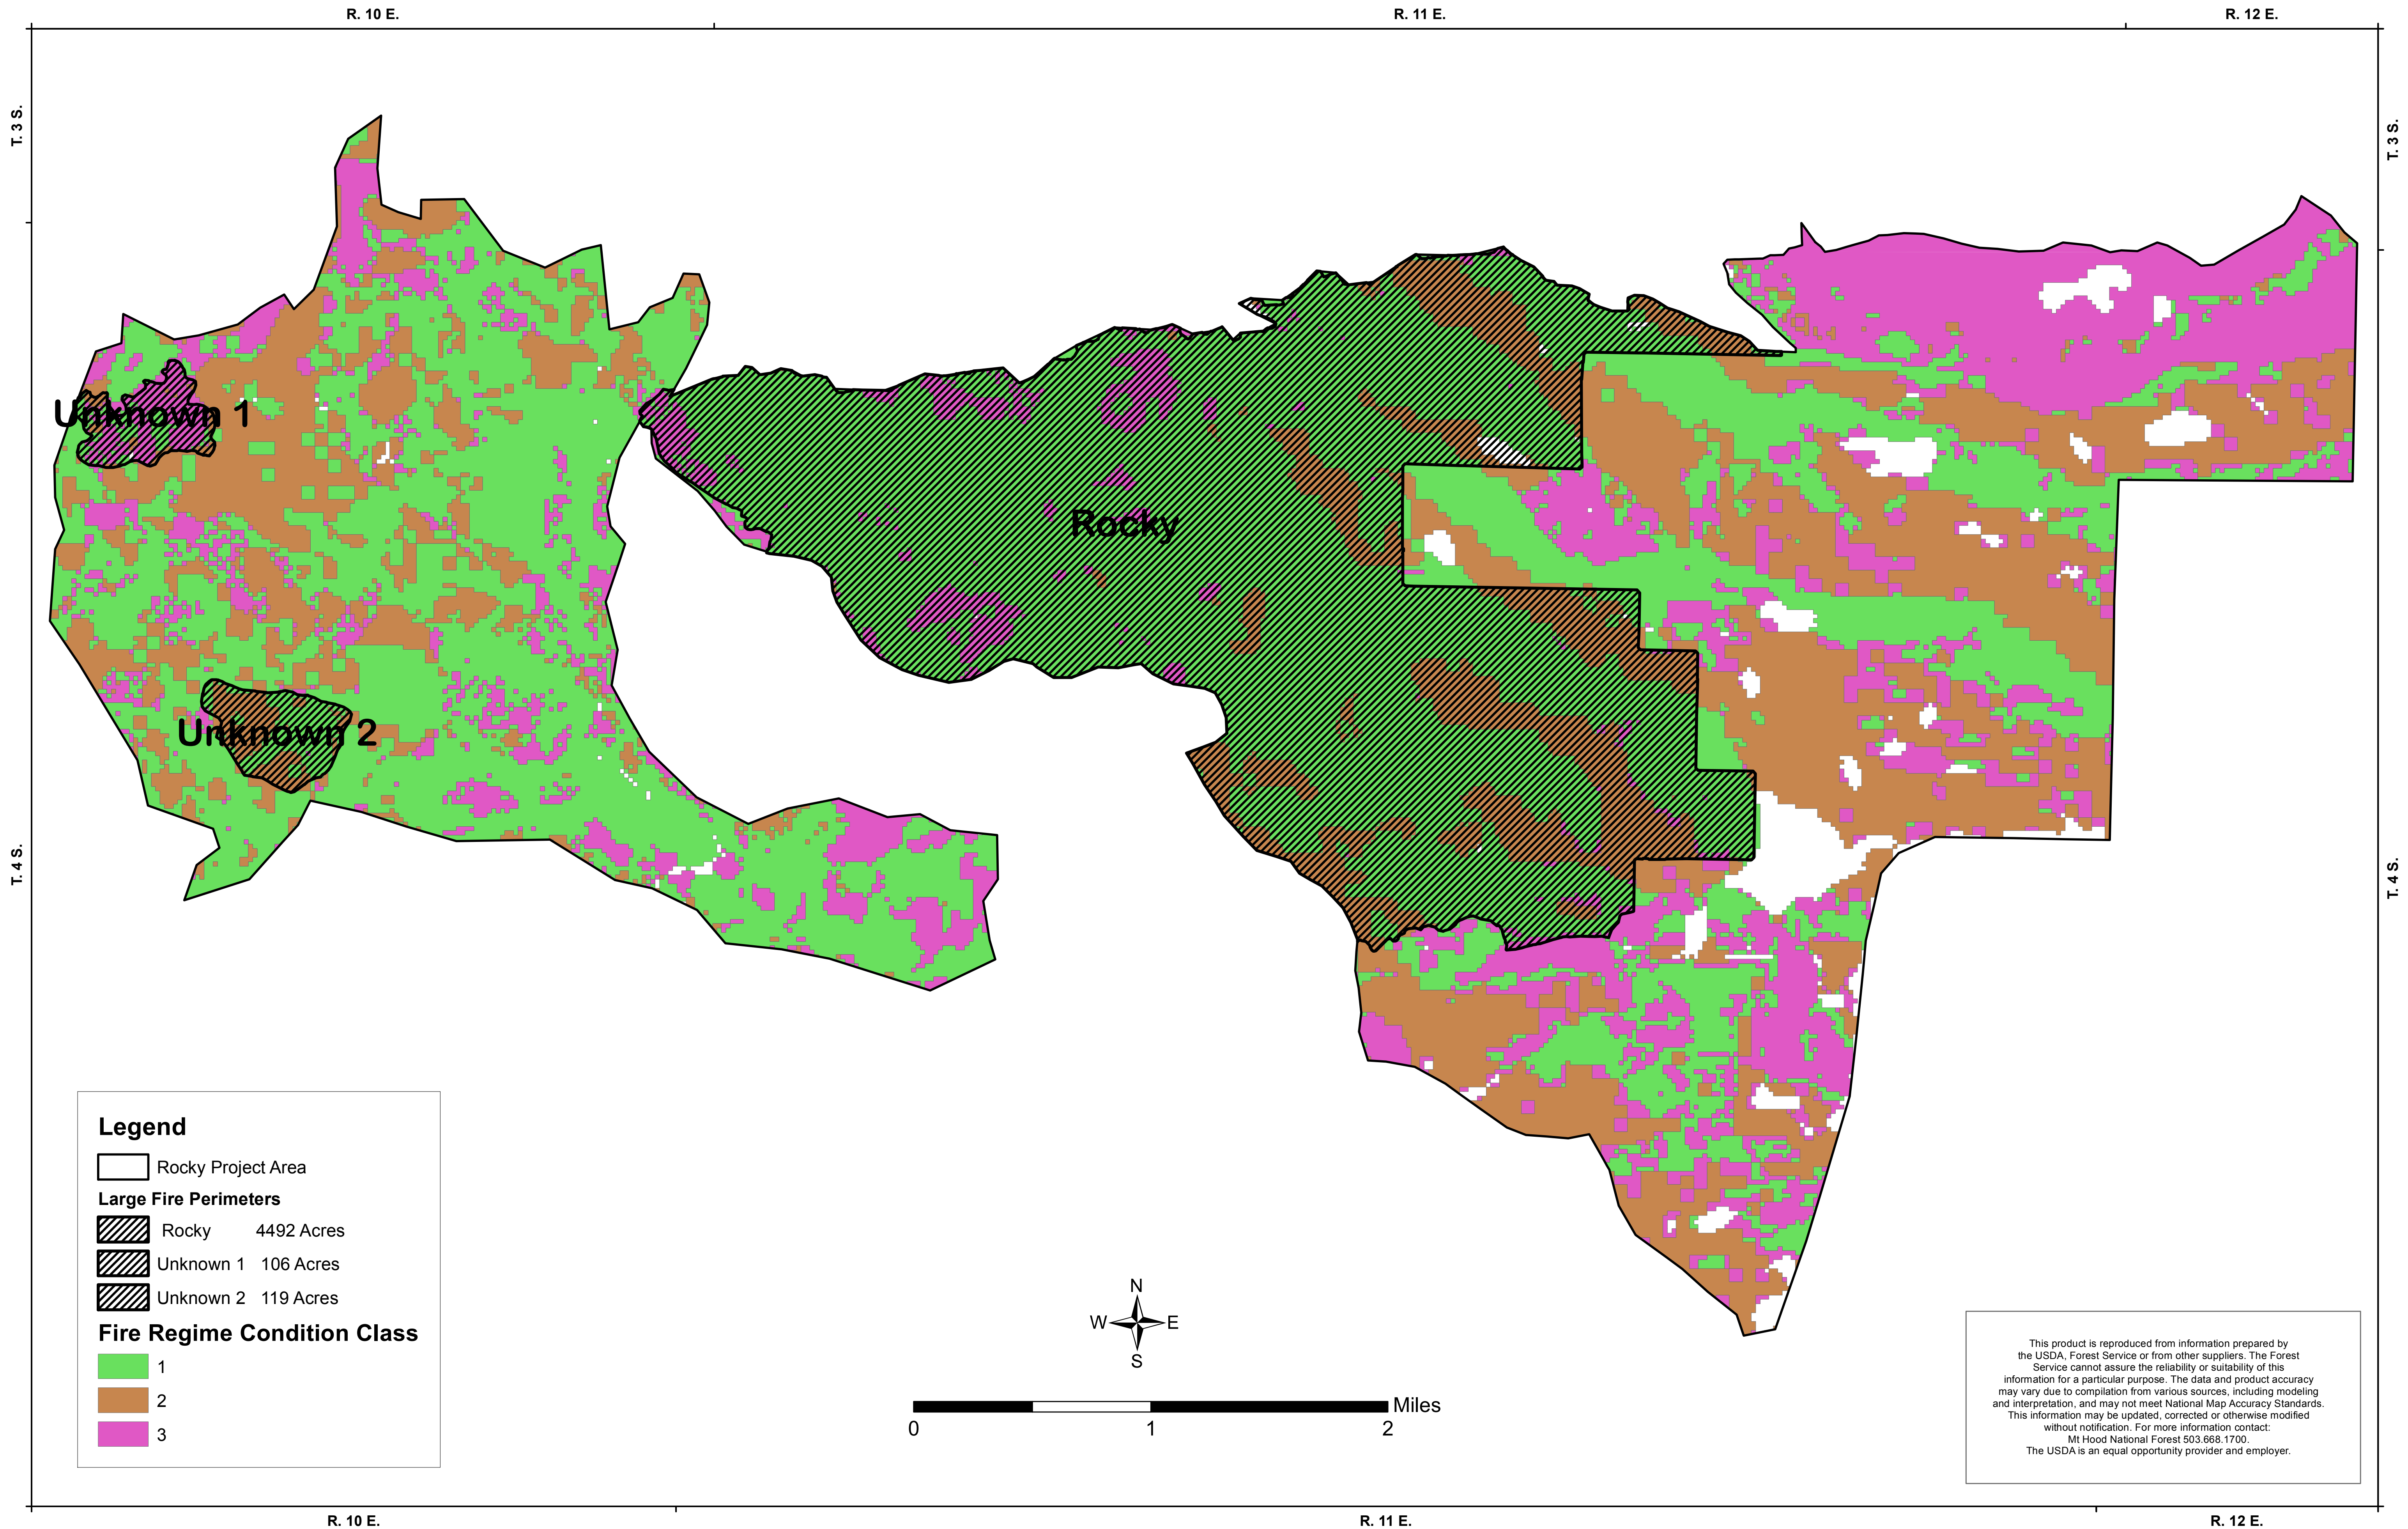 R. 10 E.
R. 11 E.
R. 12 E.
T. 3 S.
T. 3 S.
Unknown 1
Rocky
Unknown 2
T. 4 S.
T. 4 S.
Legend
Rocky Project Area
Large Fire Perimeters
Rocky 4492 Acres
Unknown 1 106 Acres
Unknown 2 119 Acres
Fire Regime Condition Class
1
2
3
N
W E
S
Miles
0 1 2
This product is reproduced from information prepared by
the USDA, Forest Service or from other suppliers. The Forest
Service cannot assure the reliability or suitability of this
information for a particular purpose. The data and product accuracy
may vary due to compilation from various sources, including modeling
and interpretation, and may not meet National Map Accuracy Standards.
This information may be updated, corrected or otherwise modified
without notification. For more information contact:
Mt Hood National Forest 503.668.1700.
The USDA is an equal opportunity provider and employer.
R. 10 E.
R. 11 E.
R. 12 E.